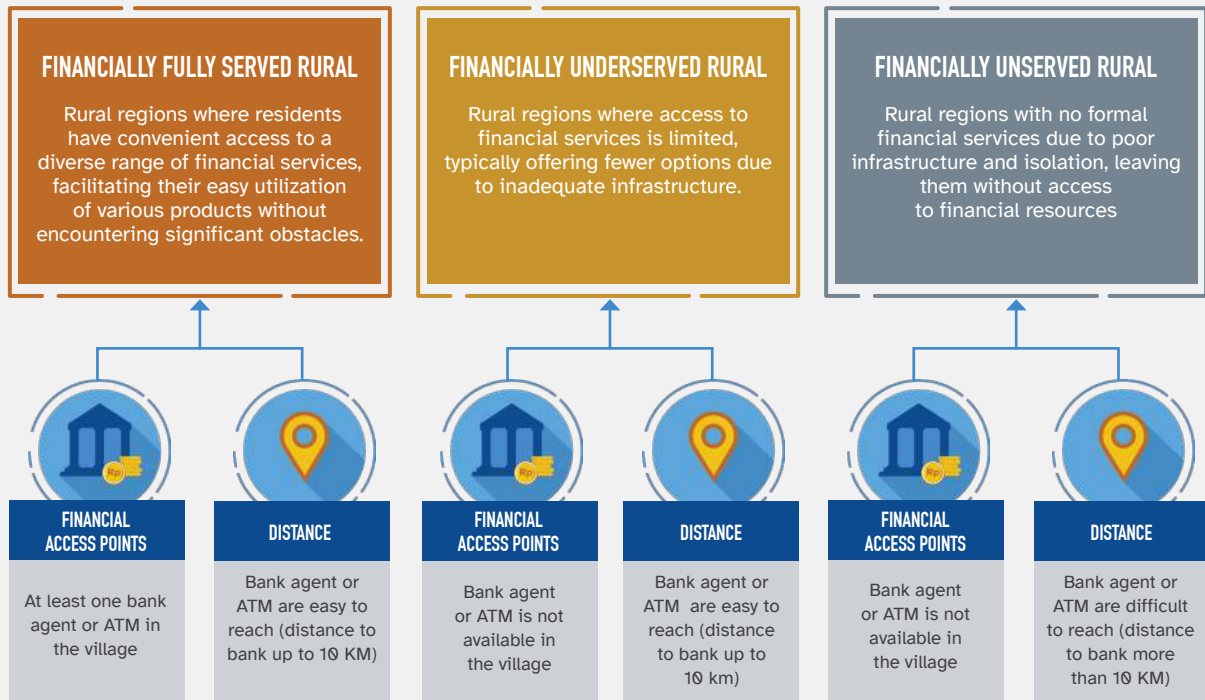 FINANCIALLY FULLY SERVED RURAL
Rural regions where residents
have convenient access to a
diverse range of financial services,
facilitating their easy utilization
of various products without
encountering significant obstacles.
FINANCIALLY UNDERSERVED RURAL
Rural regions where access to
financial services is limited,
typically offering fewer options due
to inadequate infrastructure.
FINANCIALLY UNSERVED RURAL
Rural regions with no formal
financial services due to poor
infrastructure and isolation, leaving
them without access
to financial resources
Rp
FINANCIAL
ACCESS POINTS
At least one bank
agent or ATM in
the village
DISTANCE
Bank agent or
ATM are easy to
reach (distance to
bank up to 10 KM)
Rp
FINANCIAL
ACCESS POINTS
Bank agent
or ATM is not
available in
the village
DISTANCE
Bank agent or
ATM are easy to
reach (distance
to bank up to
10 km)
Rp
FINANCIAL
ACCESS POINTS
Bank agent
or ATM is not
available in
the village
DISTANCE
Bank agent or
ATM are difficult
to reach (distance
to bank more
than 10 KM)